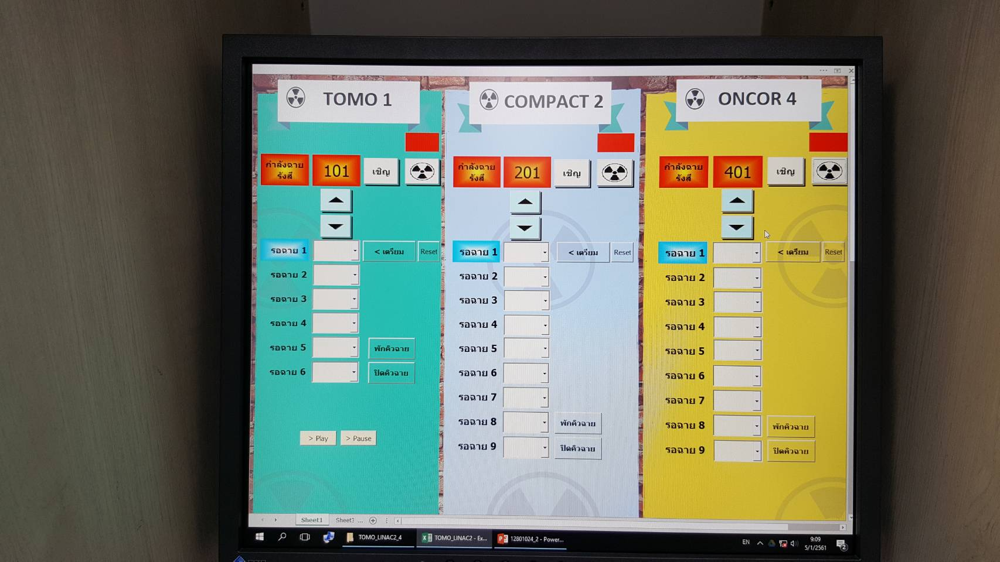 TOMO 1
กำลังฉาย
รังสี
101
เชิญ
รอฉาย 1
< เตรียม
Reset
รอฉาย 2
รอฉาย 3
รอฉาย 4
รอฉาย 5
พักคิวฉาย
รอฉาย 6
ปิดคิวฉาย
> Play
> Pause
COMPACT 2
กำลังฉาย
รังสี
201
เชิญ
รอฉาย 1
< เตรียม
Reset
รอฉาย 2
รอฉาย 3
รอฉาย 4
รอฉาย 5
รอฉาย 6
รอฉาย 7
รอฉาย 8
พักคิวฉาย
รอฉาย 9
ปิดคิวฉาย
ONCOR 4
กำลังฉาย
รังสี
401
เชิญ
รอฉาย 1
< เตรียม
Reset
รอฉาย 2
รอฉาย 3
รอฉาย 4
รอฉาย 5
รอฉาย 6
รอฉาย 7
รอฉาย 8
พักคิวฉาย
รอฉาย 9
ปิดคิวฉาย
Sheet1
Sheet3 ...
TOMO_LINAC2_4
TOMO_LINAC2 - Ex...
12801024_2 - Power...
EN
9:09
5/1/2561
2